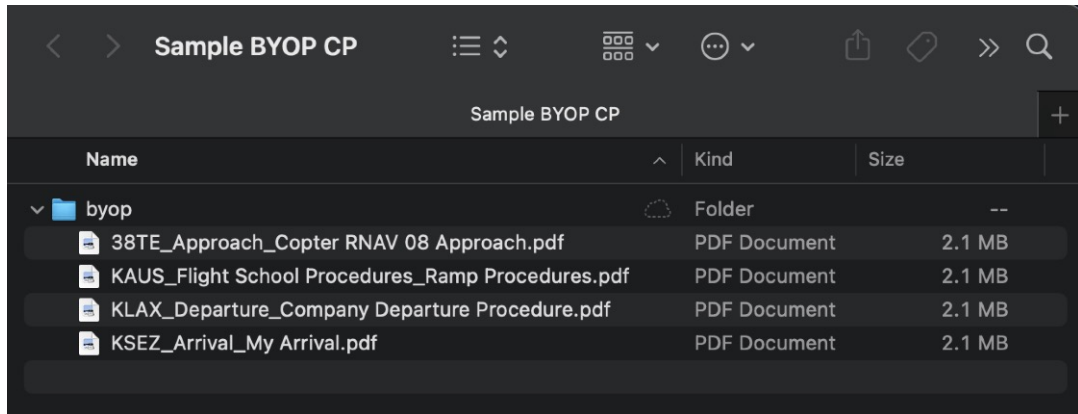 Sample BYOP CP
Sample BYOP CP
Name Kind Size
byop Folder --
38TE_Approach_Copter RNAV 08 Approach.pdf PDF Document 2.1 MB
KAUS_Flight School Procedures_Ramp Procedures.pdf PDF Document 2.1 MB
KLAX_Departure_Company Departure Procedure.pdf PDF Document 2.1 MB
KSEZ_Arrival_My Arrival.pdf PDF Document 2.1 MB